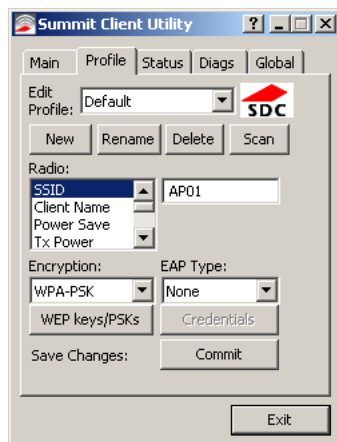 Summit Client Utility
Main Profile Status Diags Global
Edit
Profile: Default
SDC
New Rename Delete Scan
Radio:
SSID AP01
Client Name
Power Save
Tx Power
Encryption: EAP Type:
WPA-PSK None
WEP keys/PSKs Credentials
Save Changes: Commit
Exit